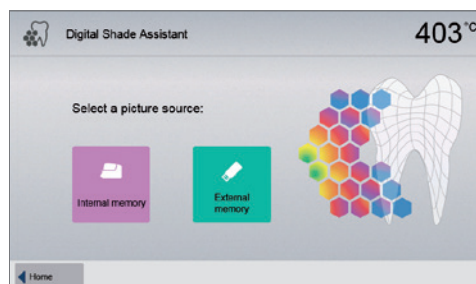 Digital Shade Assistant
403°C
Select a picture source:
Internal memory
External
memory
Home